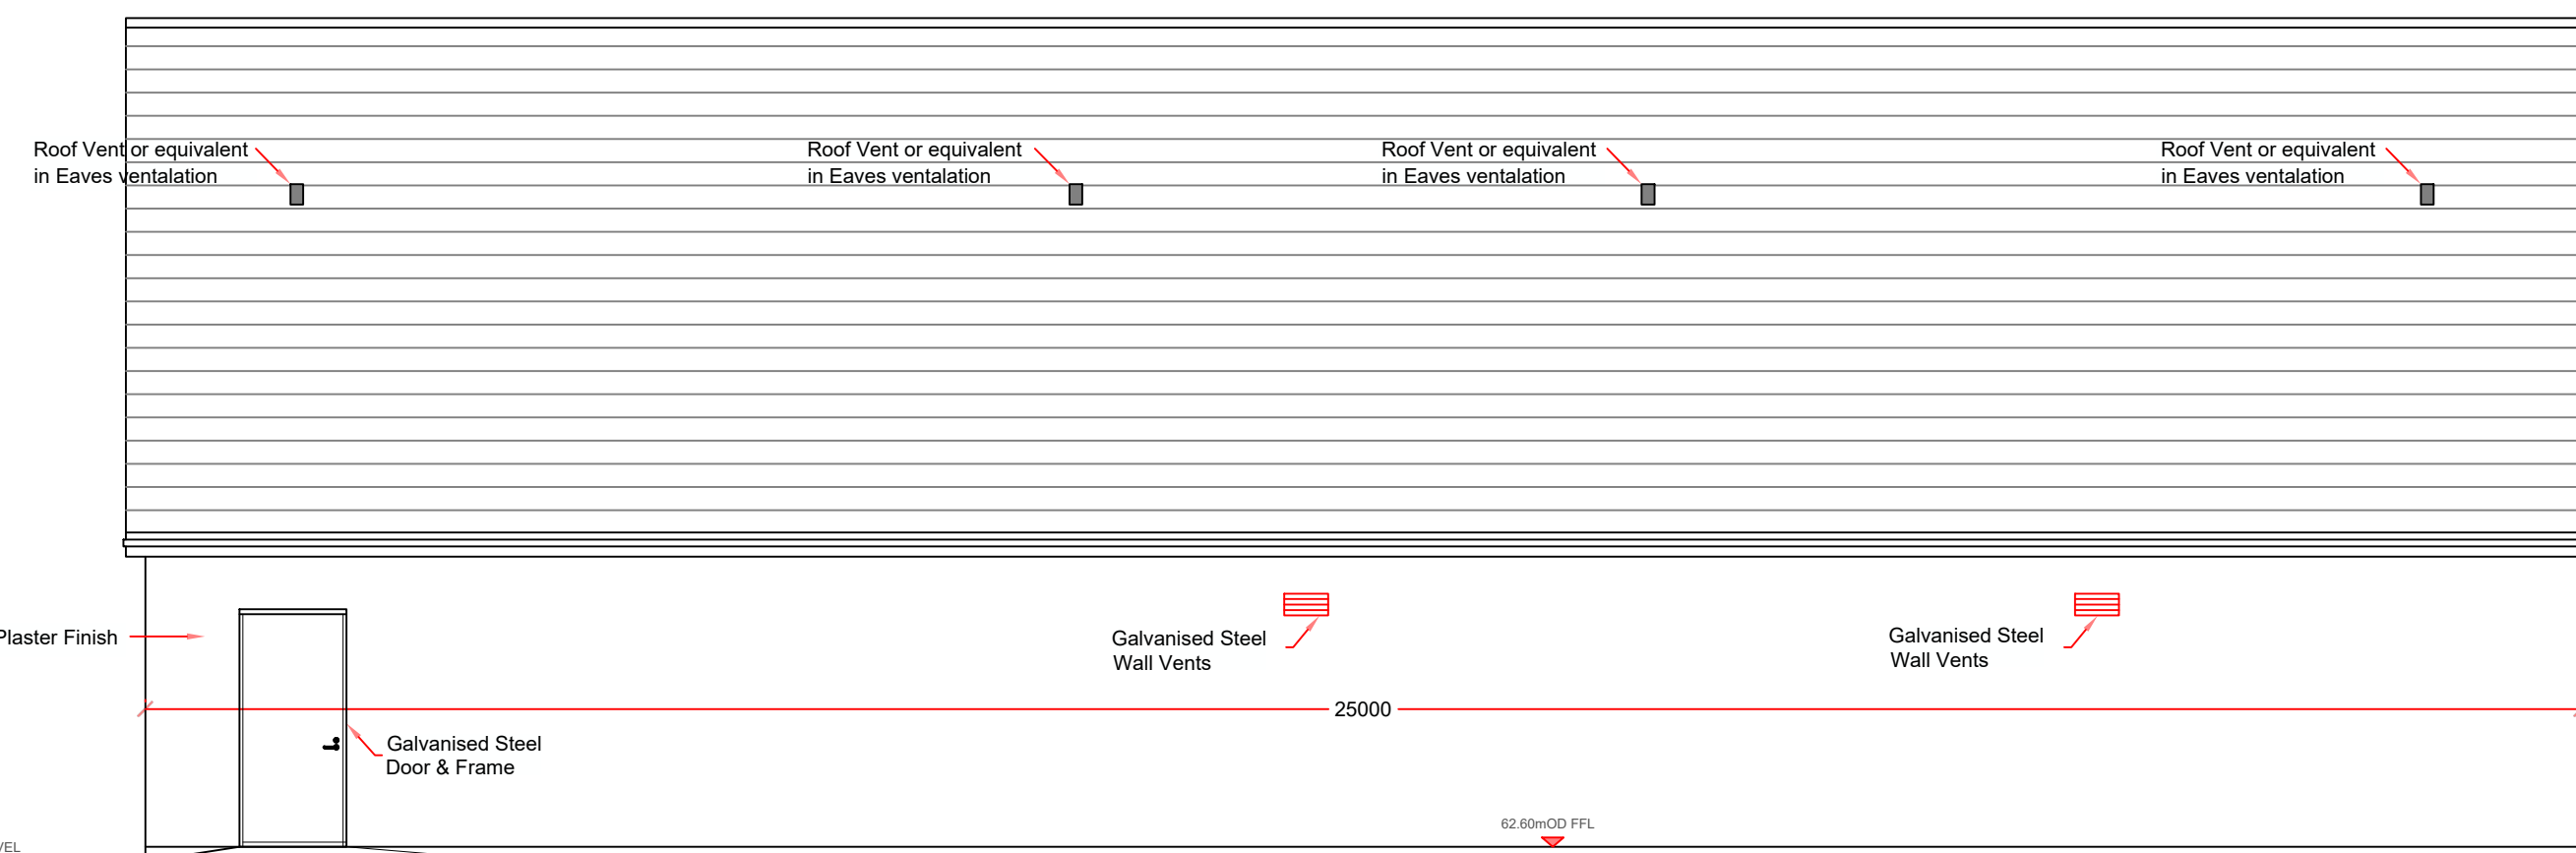 Roof Vent or equivalent
in Eaves ventalation
Roof Vent or equivalent
in Eaves ventalation
Roof Vent or equivalent
in Eaves ventalation
Roof Vent or equivalent
in Eaves ventalation
Plaster Finish
Galvanised Steel
Wall Vents
Galvanised Steel
Wall Vents
25000
Galvanised Steel
Door & Frame
62.60mOD FFL